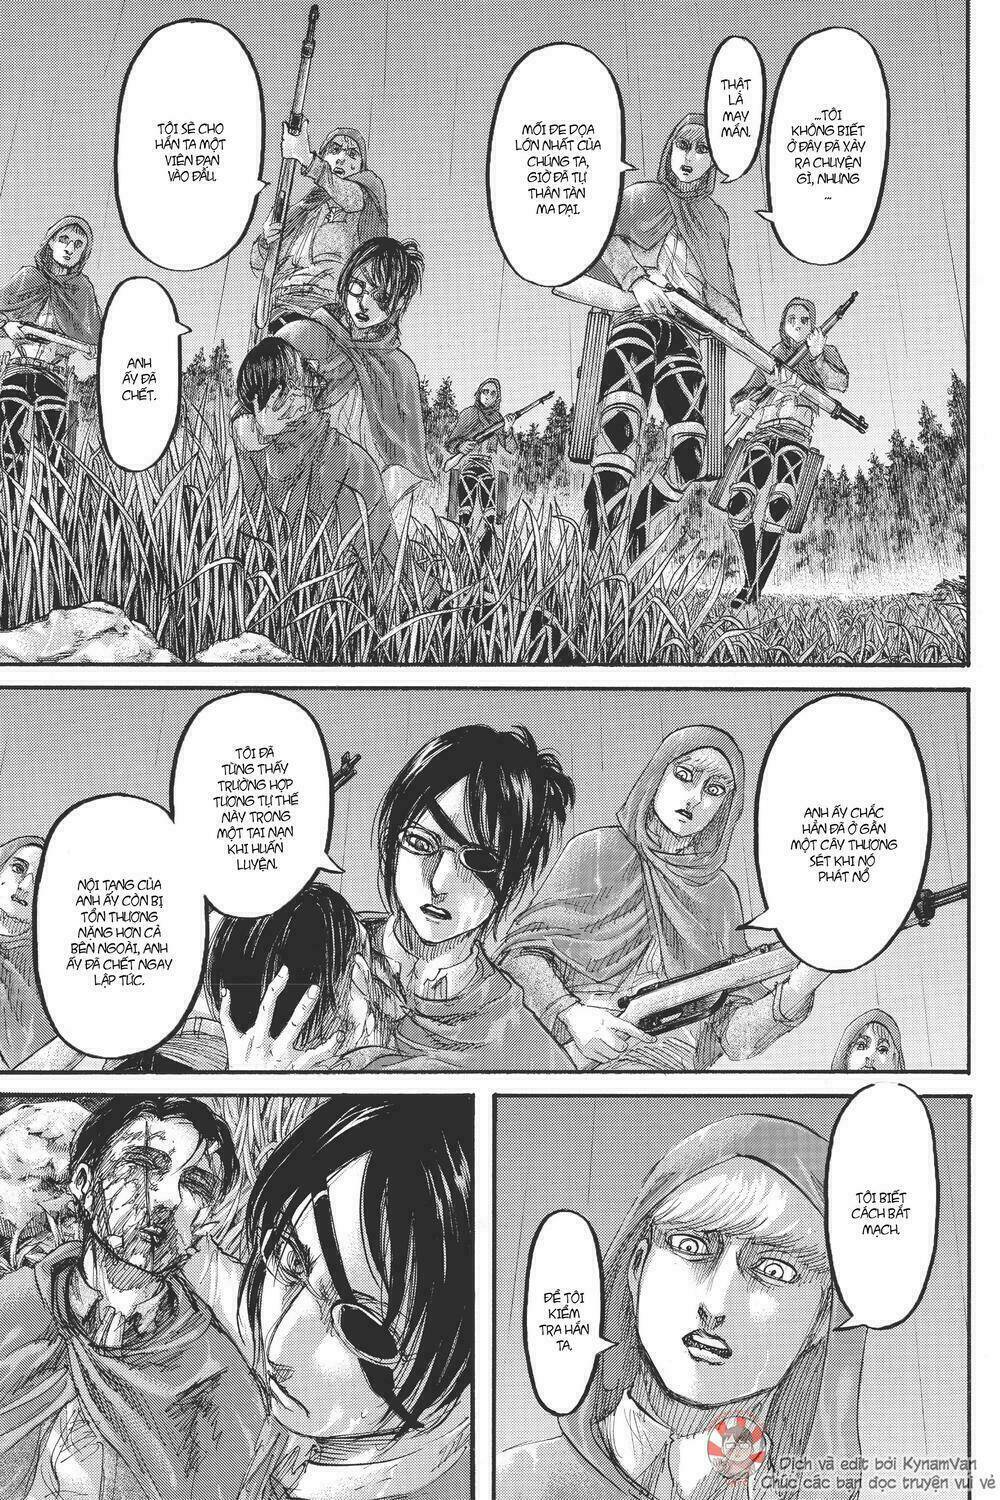 ...TÔI
KHÔNG BIẾT
Ở ĐÂY ĐÃ XẢY
RA CHUYỆN
GÌ, NHƯNG
...
THẬT
LÀ
MAY
MẮN.
MỐI ĐE DỌA
LỚN NHẤT CỦA
CHÚNG TA,
GIỜ ĐÃ TỰ
THÂN TÀN
MA DẠI.
TÔI SẼ CHO
HẮN TA MỘT
VIÊN ĐẠN
VÀO ĐẦU.
ANH
ẤY ĐÃ
CHẾT.
ANH ẤY CHẮC
HẲN ĐÃ Ở GẦN
MỘT CÂY THƯƠNG
SÉT KHI NÓ
PHÁT NỔ
TÔI ĐÃ
TỪNG THẤY
TRƯỜNG HỢP
TƯƠNG TỰ THẾ
NÀY TRONG
MỘT TAI NẠN
KHI HUẤN
LUYỆN.
NỘI TẠNG CỦA
ANH ẤY CÒN BỊ
TỔN THƯƠNG
NẶNG HƠN CẢ
BÊN NGOÀI, ANH
ẤY ĐÃ CHẾT NGAY
LẬP TỨC.
TÔI BIẾT
CÁCH BẮT
MẠCH.
ĐỂ TÔI
KIỂM
TRA HẮN
TA.
Dịch và edit bởi KynamVan
Chúc các bạn đọc truyện vui vẻ